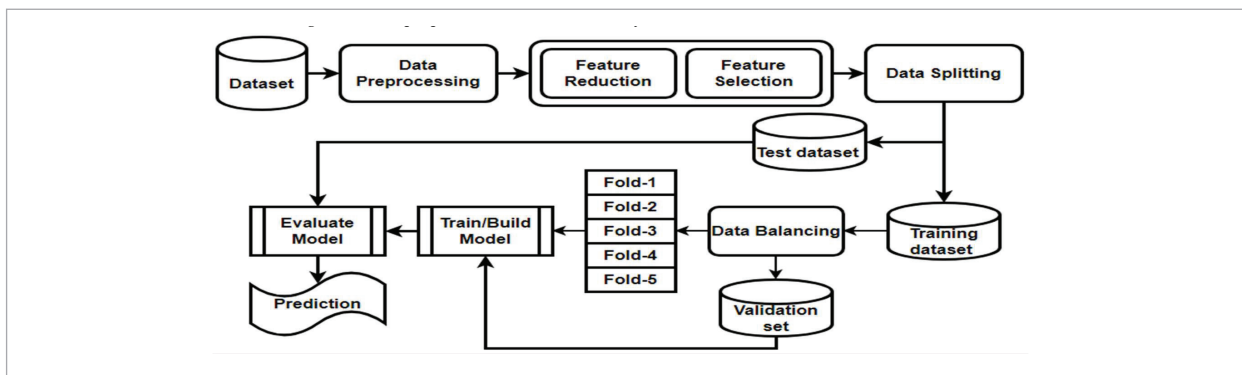 Dataset
Data
Preprocessing
Feature
Reduction
Feature
Selection
Data Splitting
Test dataset
Fold-1
Fold-2
Fold-3
Fold-4
Fold-5
Evaluate
Model
Train/Build
Model
Data Balancing
Training
dataset
Prediction
Validation
set